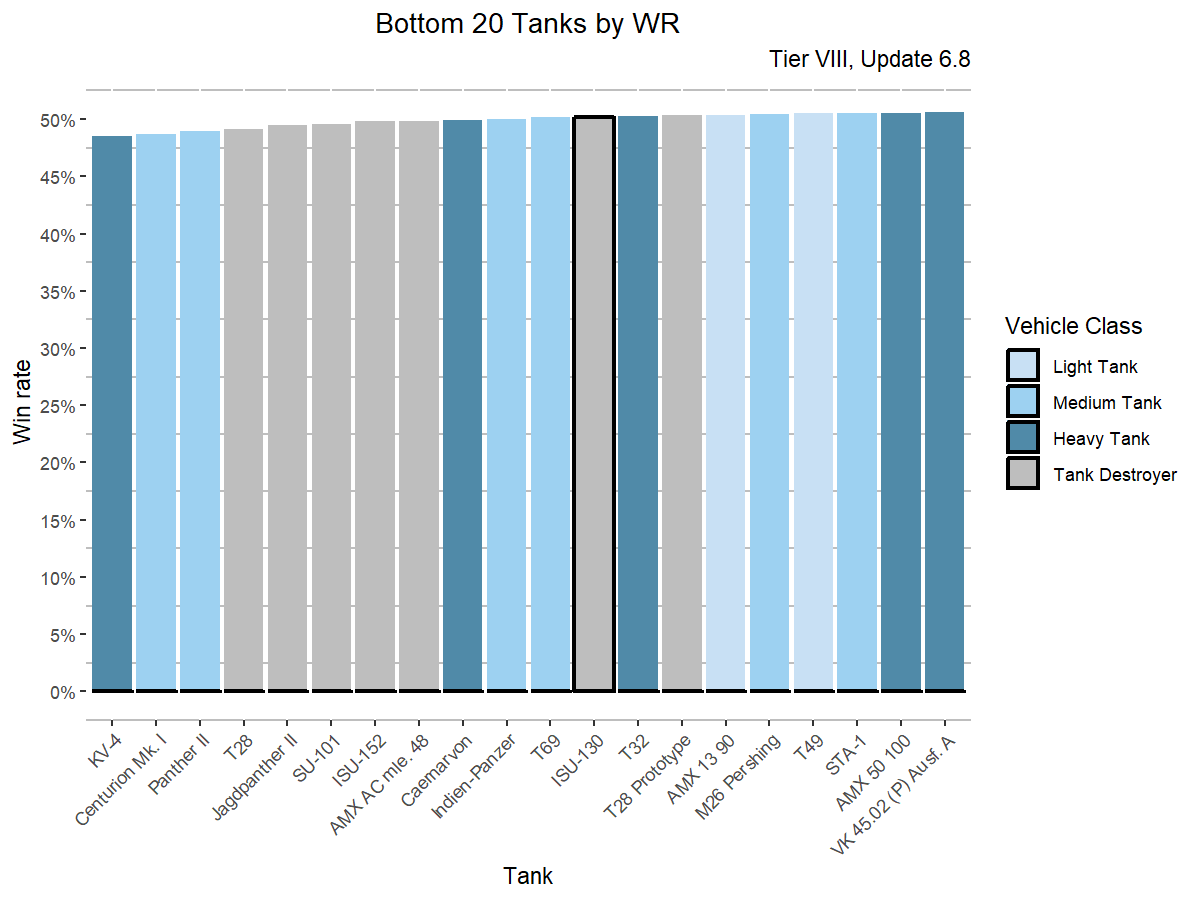 Bottom 20 Tanks by WR
Tier VIII, Update 6.8
Win rate
50%
45%
40%
35%
30%
25%
20%
15%
10%
5%
0%
KV-4
Centurion Mk. I
Panther II
T28
Jagdpanther II
SU-101
ISU-152
AMX AC mle. 48
Caernarvon
Indien-Panzer
T69
ISU-130
T32
T28 Prototype
AMX 13 90
M26 Pershing
T49
STA-1
AMX 50 100
VK 45.02 (P) Ausf. A
Tank
Vehicle Class
Light Tank
Medium Tank
Heavy Tank
Tank Destroyer